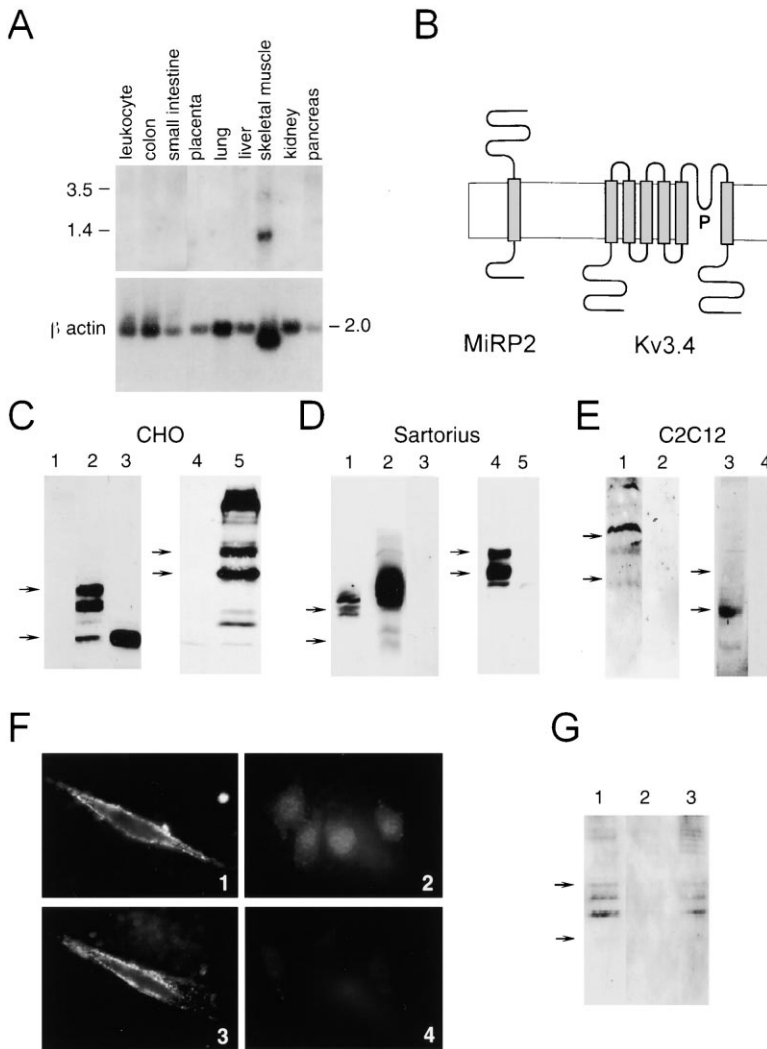 A
B
leukocyte
colon
small intestine
placenta
lung
liver
skeletal muscle
kidney
pancreas
3.5
1.4
β actin
2.0
P
MiRP2 Kv3.4
C
D
E
CHO
Sartorius
C2C12
1 2 3 4 5
1 2 3 4 5
1 2 3 4
F
G
1
2
3
4
1 2 3